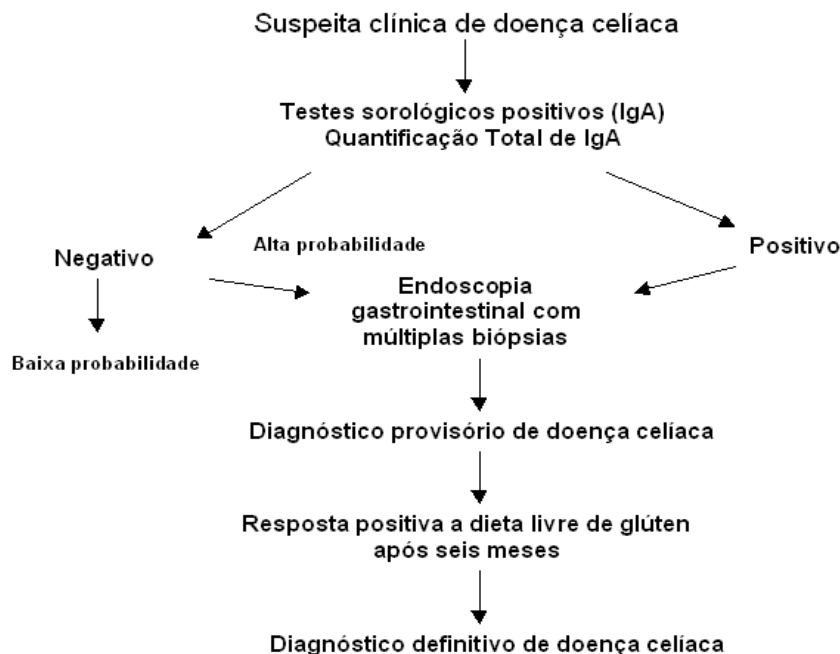 Suspeita clínica de doença celíaca
Testes sorológicos positivos (IgA)
Quantificação Total de IgA
Negativo
Alta probabilidade
Positivo
Endoscopia
gastrointestinal com
múltiplas biópsias
Baixa probabilidade
Diagnóstico provisório de doença celíaca
Resposta positiva a dieta livre de glúten
após seis meses
Diagnóstico definitivo de doença celíaca